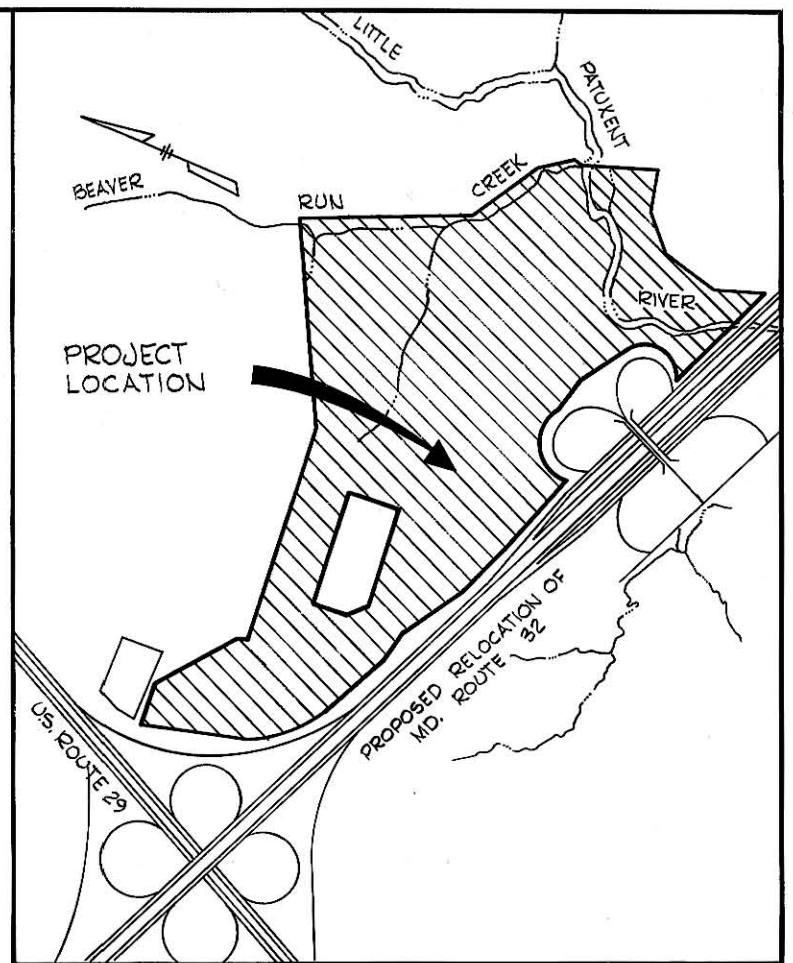 LITTLE
PATUXENT
BEAVER
RUN
CREEK
RIVER
PROJECT
LOCATION
PROPOSED RELOCATION OF
MD. ROUTE 32
U.S. ROUTE 29